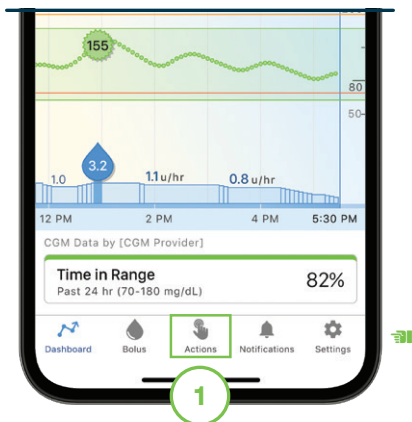 155
80
50
3.2
1.0 1.1 u/hr 0.8 u/hr
12 PM 2 PM 4 PM 5:30 PM
CGM Data by [CGM Provider]
Time in Range
Past 24 hr (70-180 mg/dL)
82%
Dashboard Bolus Actions Notifications Settings
1